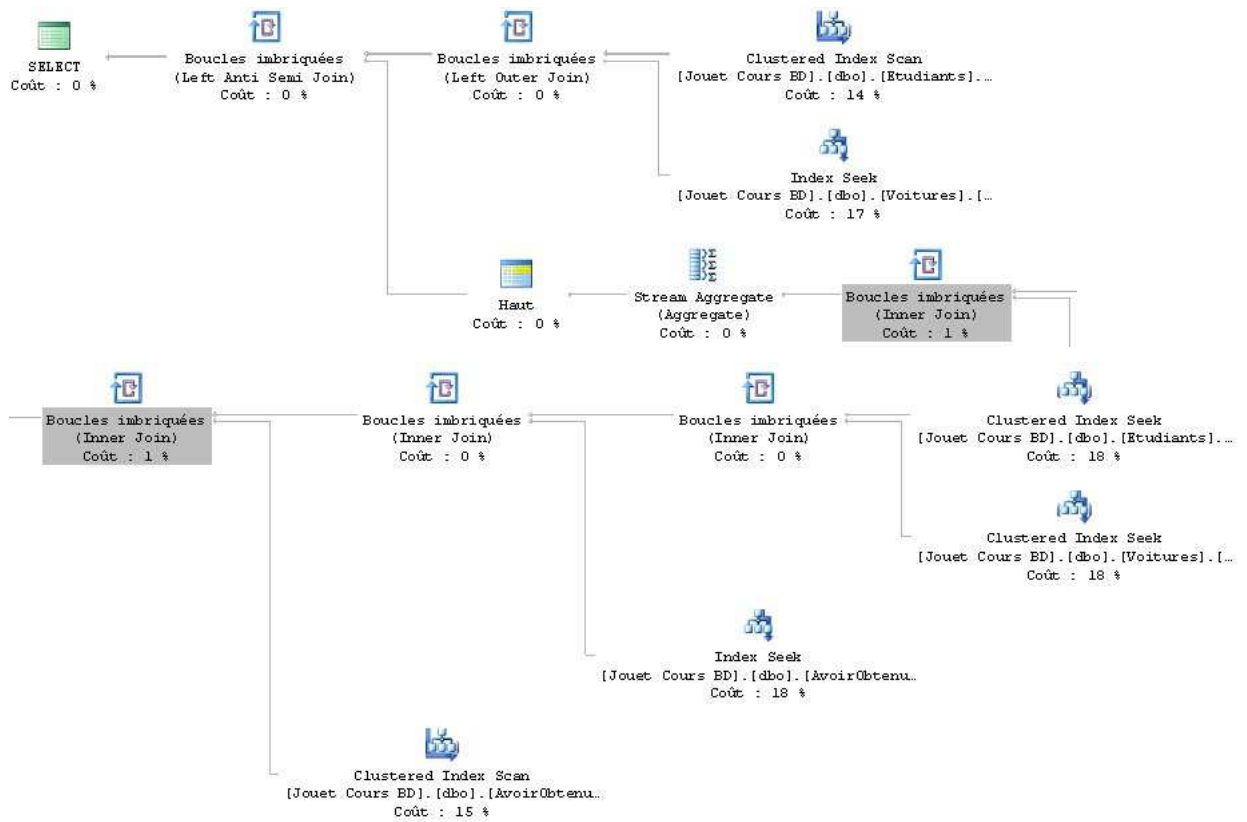 SELECT
Coût : 0 %
Boucles imbriquées
(Left Anti Semi Join)
Coût : 0 %
Boucles imbriquées
(Left Outer Join)
Coût : 0 %
Clustered Index Scan
[Jouet Cours BD].[dbo].[Etudiants]....
Coût : 14 %
Index Seek
[Jouet Cours BD].[dbo].[Voitures].[…
Coût : 17 %
Haut
Coût : 0 %
Stream Aggregate
(Aggregate)
Coût : 0 %
Boucles imbriquées
(Inner Join)
Coût : 1 %
Boucles imbriquées
(Inner Join)
Coût : 1 %
Boucles imbriquées
(Inner Join)
Coût : 0 %
Boucles imbriquées
(Inner Join)
Coût : 0 %
Clustered Index Seek
[Jouet Cours BD].[dbo].[Etudiants]....
Coût : 18 %
Clustered Index Seek
[Jouet Cours BD].[dbo].[Voitures].[…
Coût : 18 %
Index Seek
[Jouet Cours BD].[dbo].[AvoirObtenu…
Coût : 18 %
Clustered Index Scan
[Jouet Cours BD].[dbo].[AvoirObtenu…
Coût : 15 %